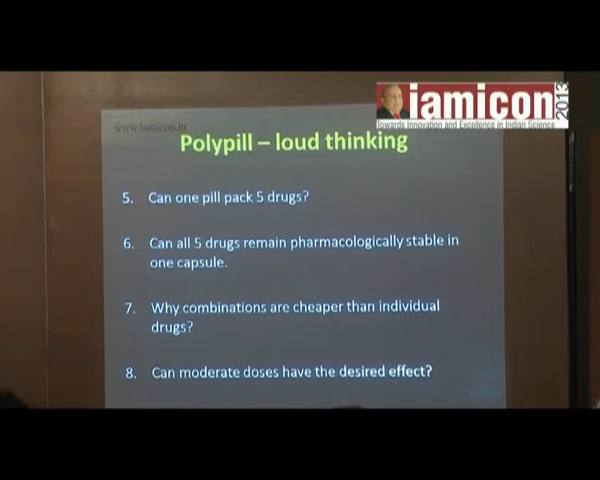 iamicon
2013
Towards Innovation and Excellence in Indian Science
www.iamicon.in
Polypill – loud thinking
5. Can one pill pack 5 drugs?
6. Can all 5 drugs remain pharmacologically stable in
one capsule.
7. Why combinations are cheaper than individual
drugs?
8. Can moderate doses have the desired effect?